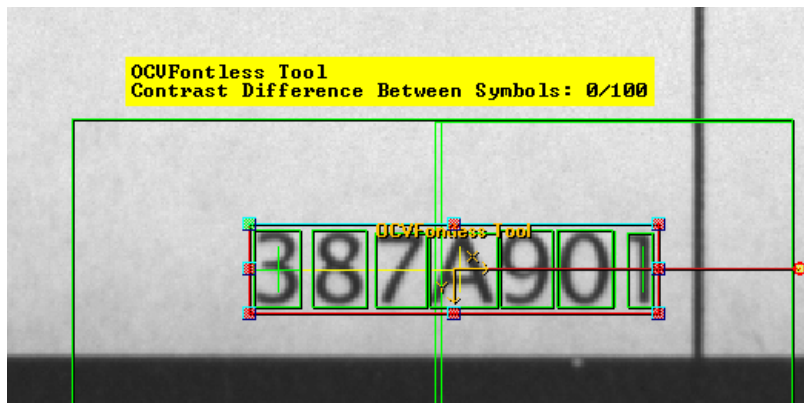 OCVFontless Tool
Contrast Difference Between Symbols: 0/100
OCVFontless Tool
387A901
X
Y